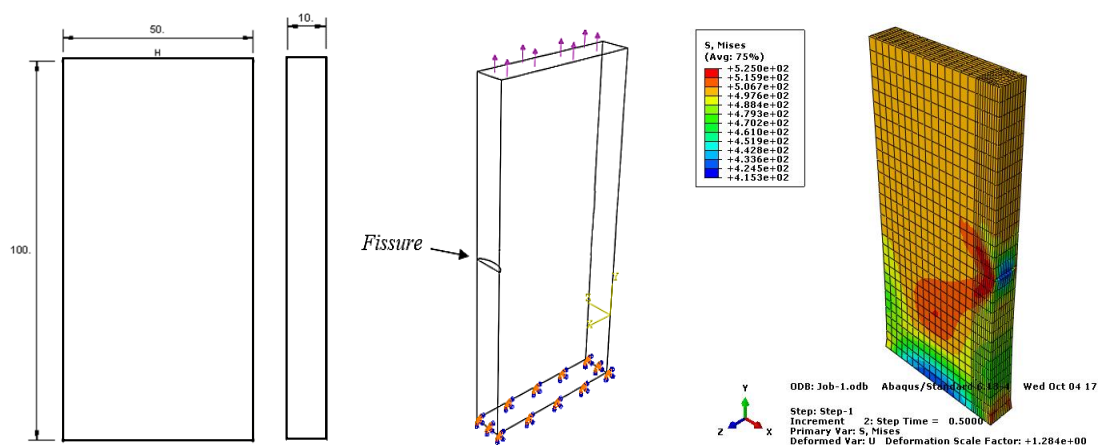 50.
10.
H
100.
Fissure
Y
Z
X
S, Mises
(Avg: 75%)
+5.250e+02
+5.159e+02
+5.067e+02
+4.976e+02
+4.884e+02
+4.793e+02
+4.702e+02
+4.610e+02
+4.519e+02
+4.428e+02
+4.336e+02
+4.245e+02
+4.153e+02
Y
Z
X
ODB: Job-1.odb Abaqus/Standard Wed Oct 04 17
Step: Step-1
Increment 2: Step Time = 0.5000
Primary Var: S, Mises
Deformed Var: U Deformation Scale Factor: +1.284e+00